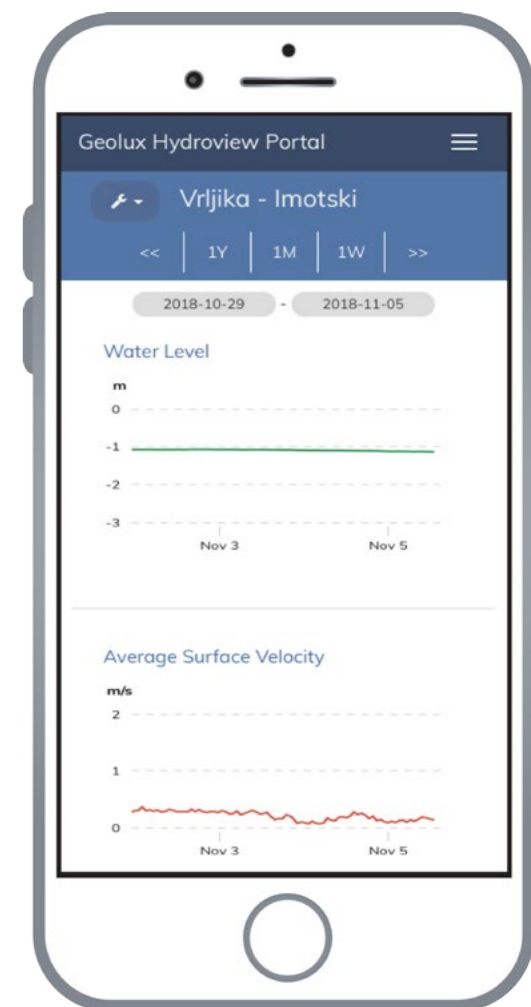 Geolux Hydroview Portal
Vrljika - Imotski
<< 1Y 1M 1W >>
2018-10-29 - 2018-11-05
Water Level
m
0
-1
-2
-3
Nov 3 Nov 5
Average Surface Velocity
m/s
2
1
0
Nov 3 Nov 5